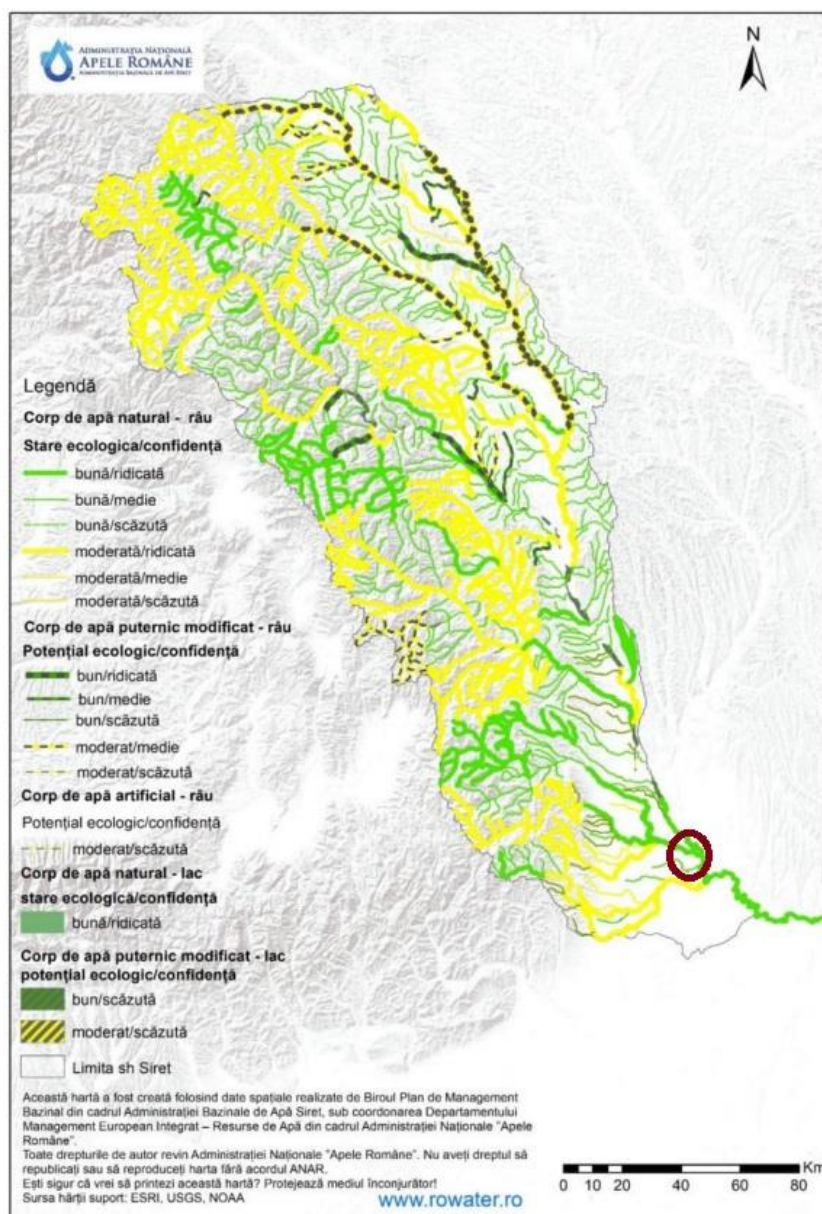 ADMINISTRAȚIA NAȚIONALĂ
APELE ROMÂNE
ADMINISTRAȚIA BAZINALĂ DE APĂ SIRET
N
Legendă
Corp de apă natural - râu
Stare ecologica/confidență
bună/ridicată
bună/medie
bună/scăzută
moderată/ridicată
moderată/medie
moderată/scăzută
Corp de apă puternic modificat - râu
Potențial ecologic/confidență
bun/ridicată
bun/medie
bun/scăzută
moderat/medie
moderat/scăzută
Corp de apă artificial - râu
Potențial ecologic/confidență
moderat/scăzută
Corp de apă natural - lac
stare ecologică/confidență
bună/ridicată
Corp de apă puternic modificat - lac
potențial ecologic/confidență
bun/scăzută
moderat/scăzută
Limita sh Siret
Această hartă a fost creată folosind date spațiale realizate de Biroul Plan de Management
Bazinal din cadrul Administrației Bazinale de Apă Siret, sub coordonarea Departamentului
Management European Integrat – Resurse de Apă din cadrul Administrației Naționale "Apele
Române".
Toate drepturile de autor revin Administrației Naționale "Apele Române". Nu aveți dreptul să
republicați sau să reproduceți harta fără acordul ANAR.
Ești sigur că vrei să printezi această hartă? Protejează mediul înconjurător!
Sursa hărții suport: ESRI, USGS, NOAA
www.rowater.ro
Km
0 10 20 40 60 80